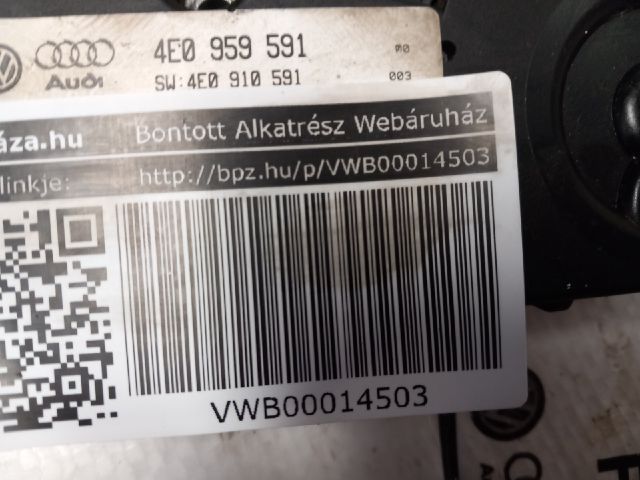 4E0 959 591
Audi
SW:4E0 910 591 003
áza.hu
Bontott Alkatrész Webáruház
linkje: http://bpz.hu/p/VWB00014503
VWB00014503